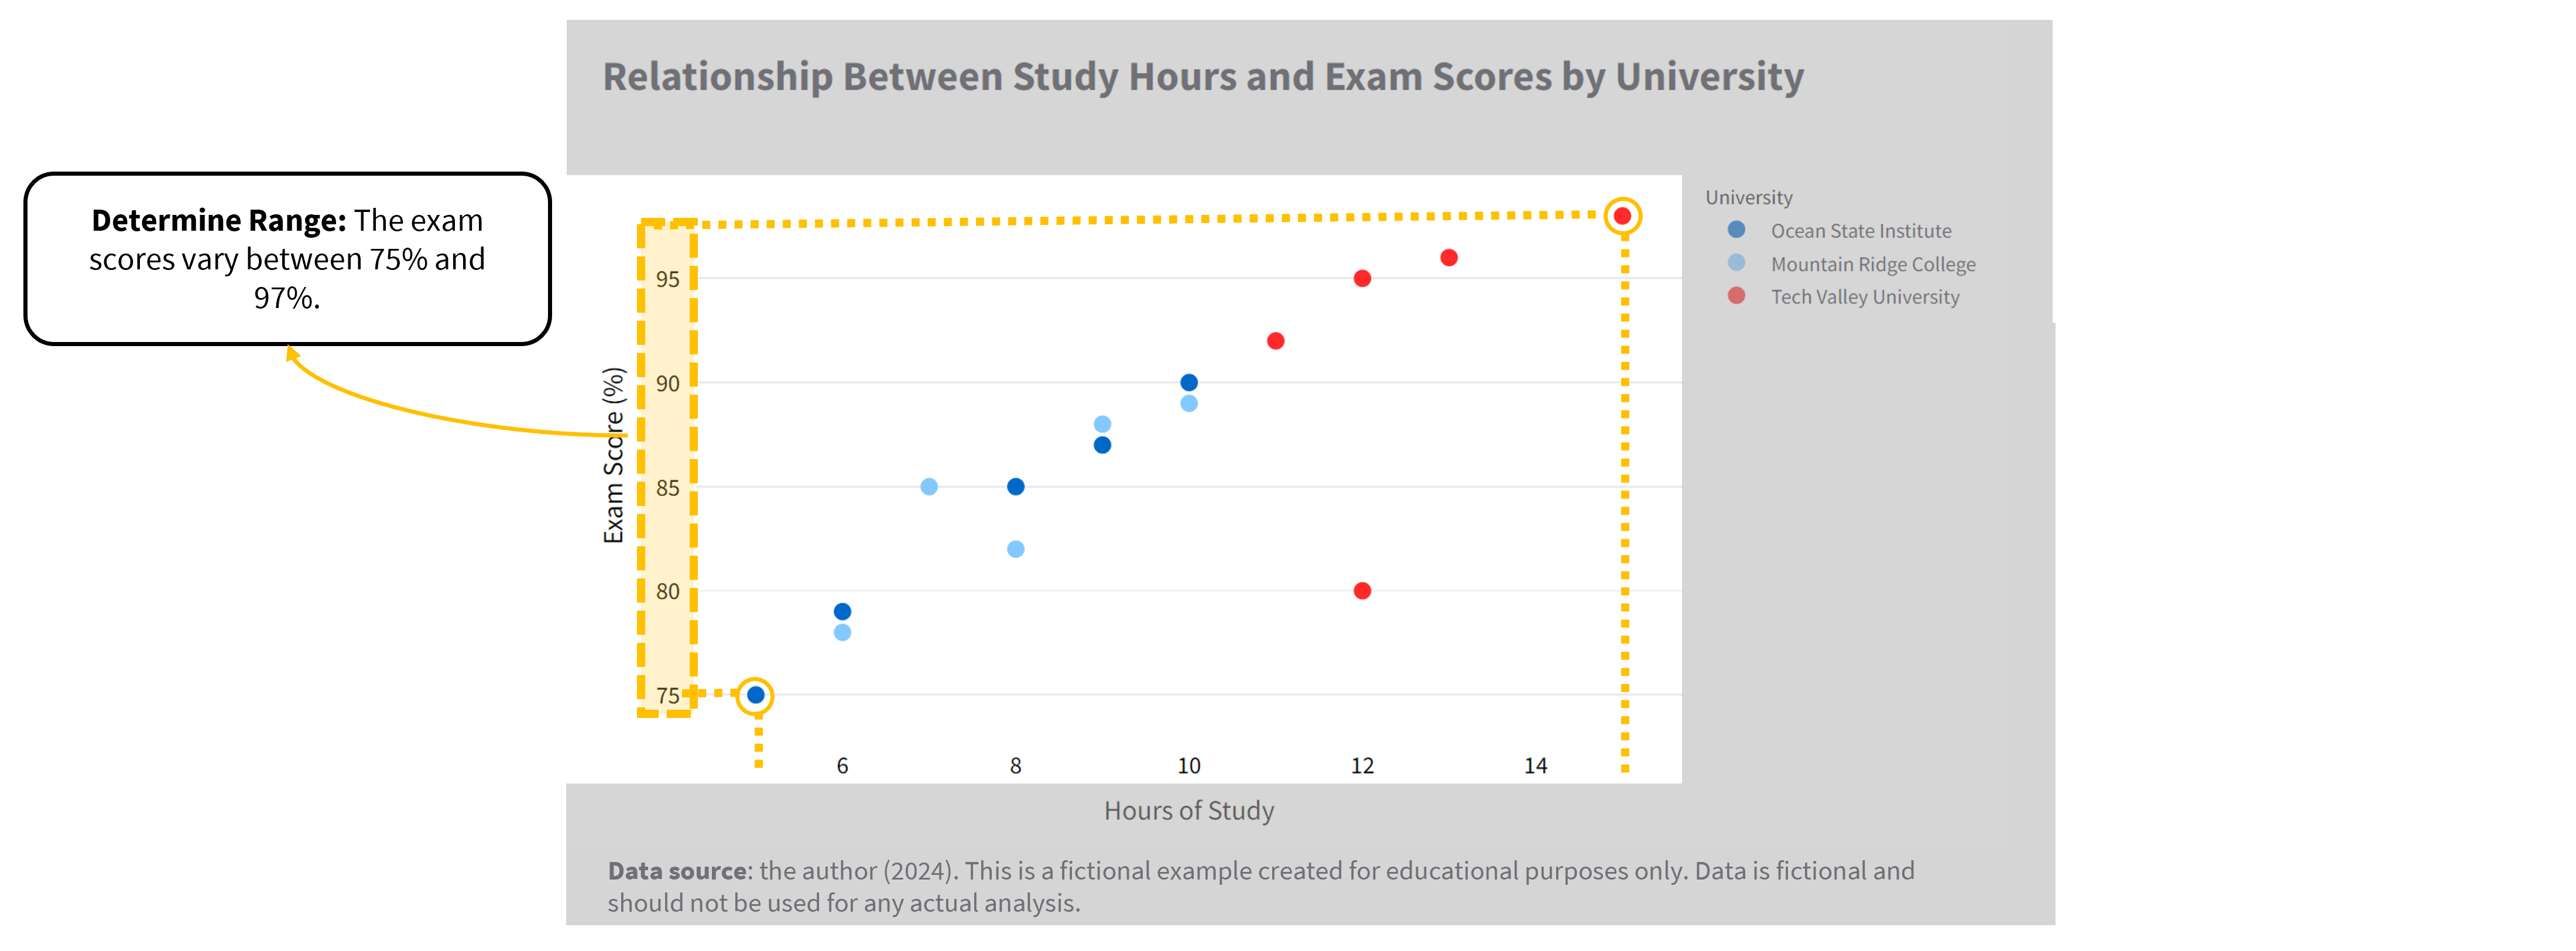 Relationship Between Study Hours and Exam Scores by University
Determine Range: The exam
scores vary between 75% and
97%.
University
Ocean State Institute
Mountain Ridge College
Tech Valley University
Exam Score (%)
95
90
85
80
75
6 8 10 12 14
Hours of Study
Data source: the author (2024). This is a fictional example created for educational purposes only. Data is fictional and
should not be used for any actual analysis.